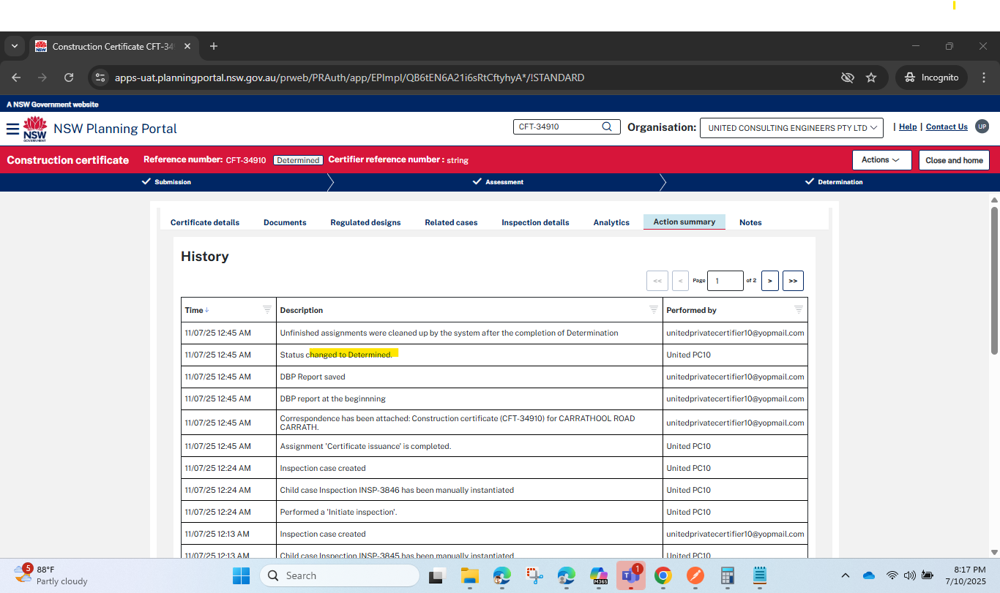 Construction Certificate CFT-34
apps-uat.planningportal.nsw.gov.au/prweb/PRAuth/app/EPImpl/QB6tEN6A21i6sRtCftyhyA*/!STANDARD
Incognito
A NSW Government website
NSW
GOVERNMENT
NSW Planning Portal
CFT-34910
Organisation:
UNITED CONSULTING ENGINEERS PTY LTD
| Help | Contact Us
UP
Construction certificate
Reference number: CFT-34910 Determined Certifier reference number : string
Actions
Close and home
Submission
Assessment
Determination
Certificate details Documents Regulated designs Related cases Inspection details Analytics Action summary Notes
History
<< < Page 1 of 2 > >>
Time Description Performed by
11/07/25 12:45 AM Unfinished assignments were cleaned up by the system after the completion of Determination unitedprivatecertifier10@yopmail.com
11/07/25 12:45 AM Status changed to Determined. United PC10
11/07/25 12:45 AM DBP Report saved unitedprivatecertifier10@yopmail.com
11/07/25 12:45 AM DBP report at the beginnning unitedprivatecertifier10@yopmail.com
11/07/25 12:45 AM Correspondence has been attached: Construction certificate (CFT-34910) for CARRATHOOL ROAD
CARRATH. unitedprivatecertifier10@yopmail.com
11/07/25 12:45 AM Assignment 'Certificate issuance' is completed. United PC10
11/07/25 12:24 AM Inspection case created United PC10
11/07/25 12:24 AM Child case Inspection INSP-3846 has been manually instantiated United PC10
11/07/25 12:24 AM Performed a 'Initiate inspection'. United PC10
11/07/25 12:13 AM Inspection case created unitedprivatecertifier10@yopmail.com
11/07/25 12:13 AM Child case Inspection INSP-3845 has been manually instantiated United PC10
5
88°F
Partly cloudy
Search
M365
1
8:17 PM
7/10/2025